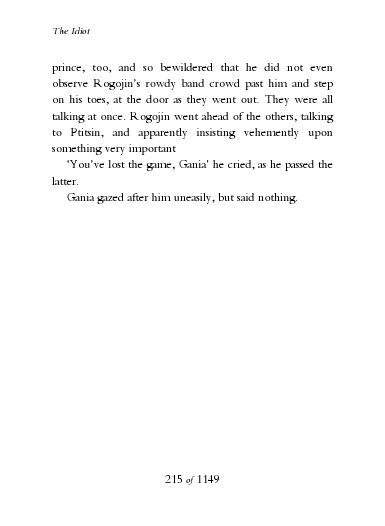 The Idiot
prince, too, and so bewildered that he did not even
observe Rogojin's rowdy band crowd past him and step
on his toes, at the door as they went out. They were all
talking at once. Rogojin went ahead of the others, talking
to Ptitsin, and apparently insisting vehemently upon
something very important
'You've lost the game, Gania' he cried, as he passed the
latter.
Gania gazed after him uneasily, but said nothing.
215 of 1149